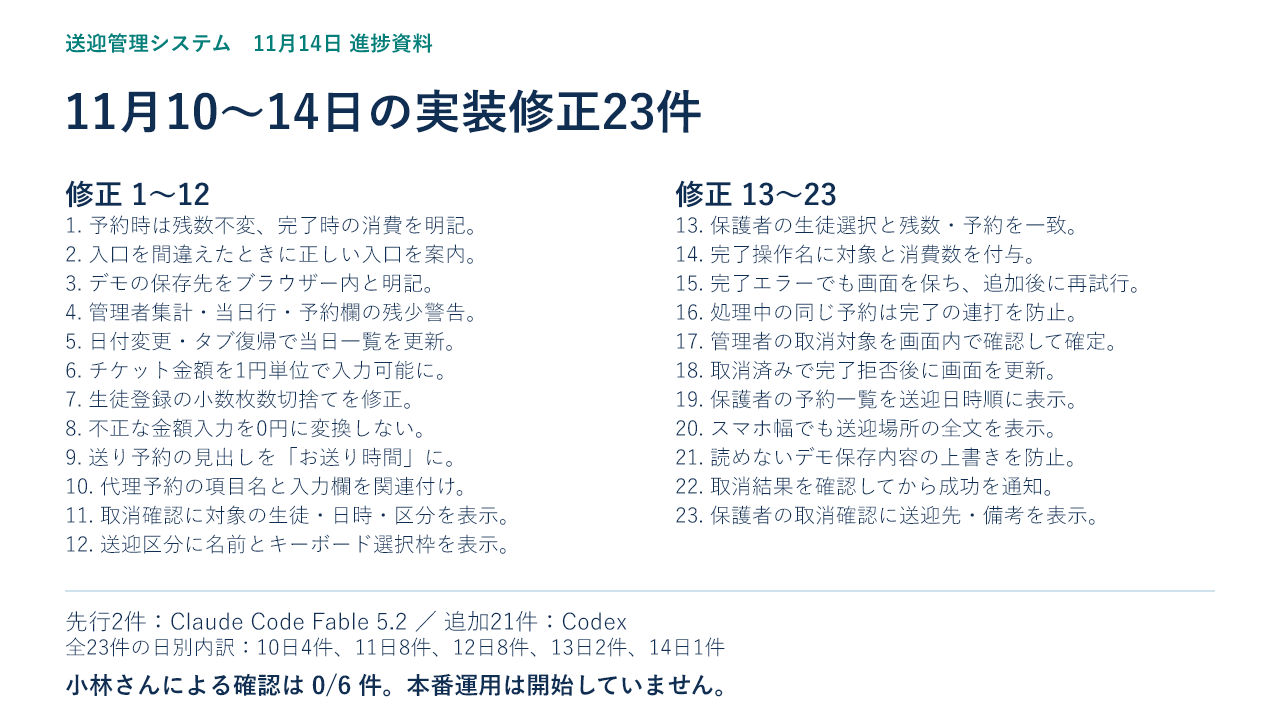 送迎管理システム　11月14日 進捗資料
11月10～14日の実装修正23件
修正 1～12
1. 予約時は残数不変、完了時の消費を明記。
2. 入口を間違えたときに正しい入口を案内。
3. デモの保存先をブラウザー内と明記。
4. 管理者集計・当日行・予約欄の残少警告。
5. 日付変更・タブ復帰で当日一覧を更新。
6. チケット金額を1円単位で入力可能に。
7. 生徒登録の小数枚数切捨てを修正。
8. 不正な金額入力を0円に変換しない。
9. 送り予約の見出しを「お送り時間」に。
10. 代理予約の項目名と入力欄を関連付け。
11. 取消確認に対象の生徒・日時・区分を表示。
12. 送迎区分に名前とキーボード選択枠を表示。
修正 13～23
13. 保護者の生徒選択と残数・予約を一致。
14. 完了操作名に対象と消費数を付与。
15. 完了エラーでも画面を保ち、追加後に再試行。
16. 処理中の同じ予約は完了の連打を防止。
17. 管理者の取消対象を画面内で確認して確定。
18. 取消済みで完了拒否後に画面を更新。
19. 保護者の予約一覧を送迎日時順に表示。
20. スマホ幅でも送迎場所の全文を表示。
21. 読めないデモ保存内容の上書きを防止。
22. 取消結果を確認してから成功を通知。
23. 保護者の取消確認に送迎先・備考を表示。
先行2件：Claude Code Fable 5.2 ／ 追加21件：Codex
全23件の日別内訳：10日4件、11日8件、12日8件、13日2件、14日1件
小林さんによる確認は 0/6 件。本番運用は開始していません。